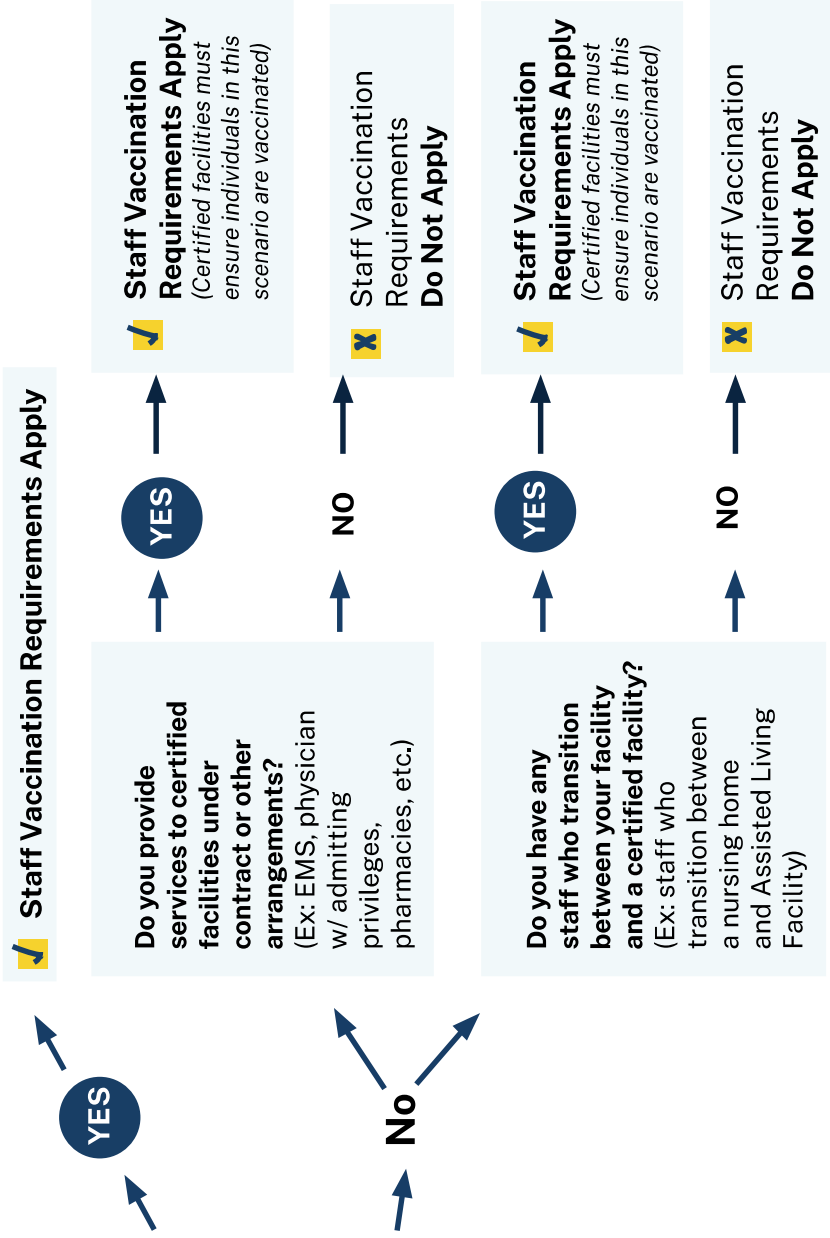 YES
Staff Vaccination Requirements Apply
No
Do you provide
services to certified
facilities under
contract or other
arrangements?
(Ex: EMS, physician
w/ admitting
privileges,
pharmacies, etc.)
YES
Staff Vaccination
Requirements Apply
(Certified facilities must
ensure individuals in this
scenario are vaccinated)
NO
Staff Vaccination
Requirements
Do Not Apply
Do you have any
staff who transition
between your facility
and a certified facility?
(Ex: staff who
transition between
a nursing home
and Assisted Living
Facility)
YES
Staff Vaccination
Requirements Apply
(Certified facilities must
ensure individuals in this
scenario are vaccinated)
NO
Staff Vaccination
Requirements
Do Not Apply